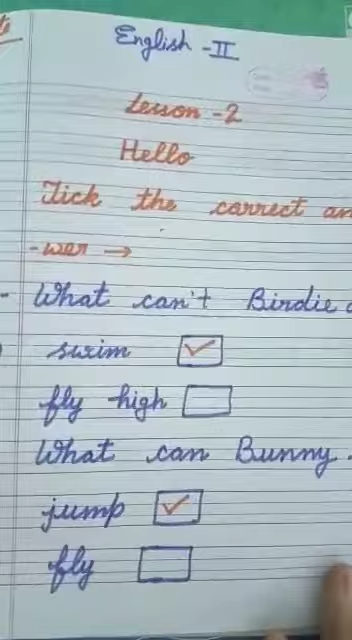 English - II
Lesson - 2
Hello
Tick the correct an
- wer →
What can't Birdie
swim ✓
fly high
What can Bunny
jump ✓
fly